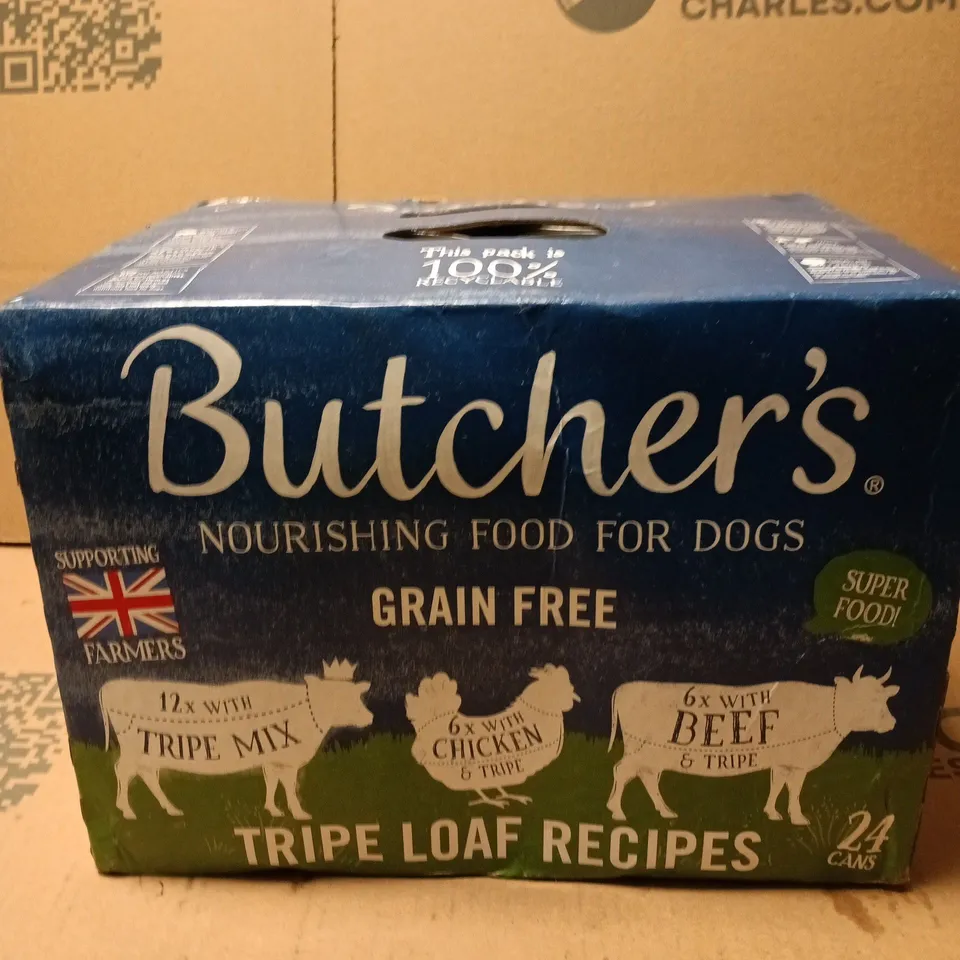 CHARLES.COM
This pack is
100%
RECYCLABLE
Butcher's®
NOURISHING FOOD FOR DOGS
SUPPORTING
FARMERS
GRAIN FREE
SUPER
FOOD!
12x WITH
TRIPE MIX
6x WITH
CHICKEN
& TRIPE
6x WITH
BEEF
& TRIPE
TRIPE LOAF RECIPES
24
CANS